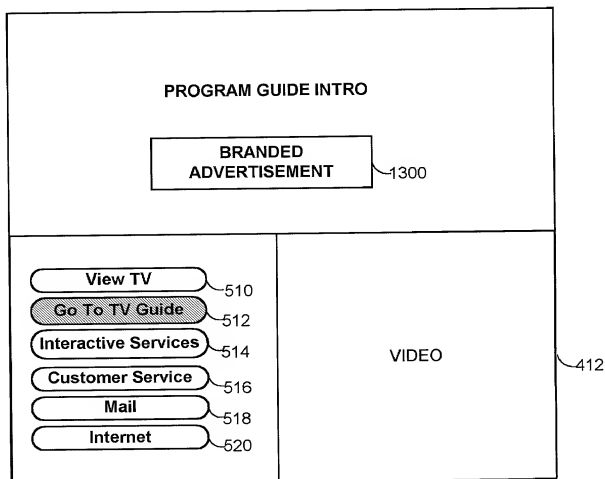 PROGRAM GUIDE INTRO
BRANDED
ADVERTISEMENT
1300
View TV
510
Go To TV Guide
512
Interactive Services
514
Customer Service
516
Mail
518
Internet
520
VIDEO
412